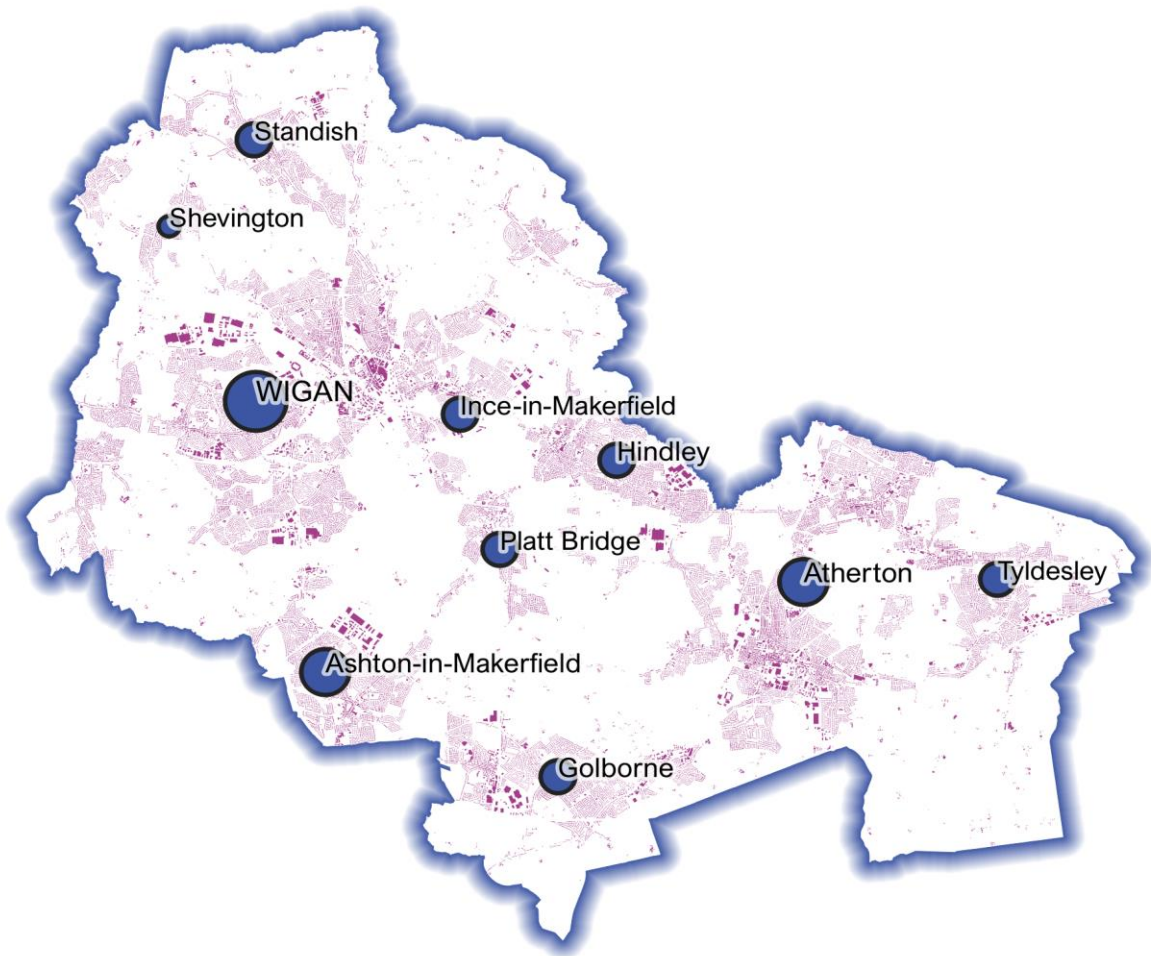 Standish
Shevington
WIGAN
Ince-in-Makerfield
Hindley
Platt Bridge
Atherton
Tyldesley
Ashton-in-Makerfield
Golborne